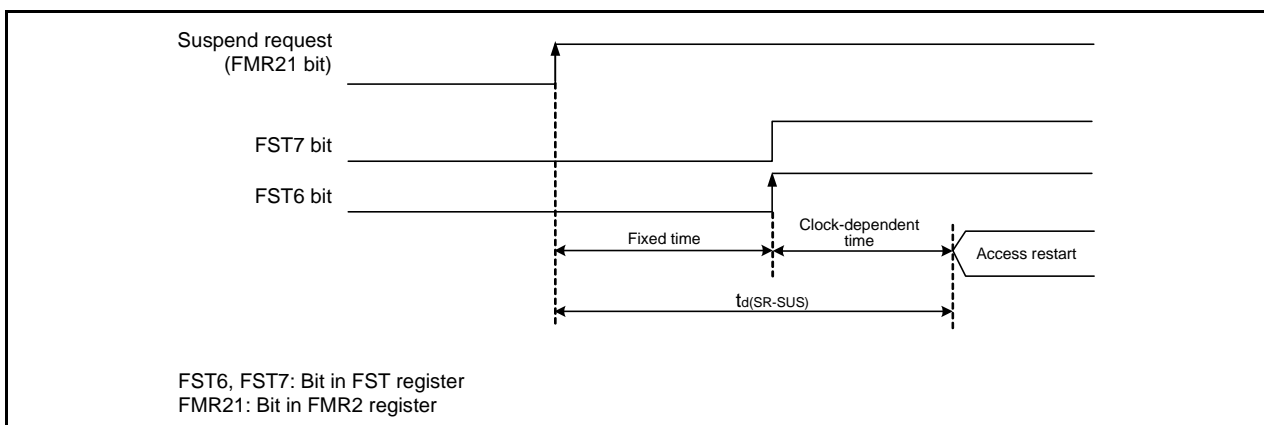 Suspend request
(FMR21 bit)
FST7 bit
FST6 bit
Fixed time
Clock-dependent
time
Access restart
td(SR-SUS)
FST6, FST7: Bit in FST register
FMR21: Bit in FMR2 register